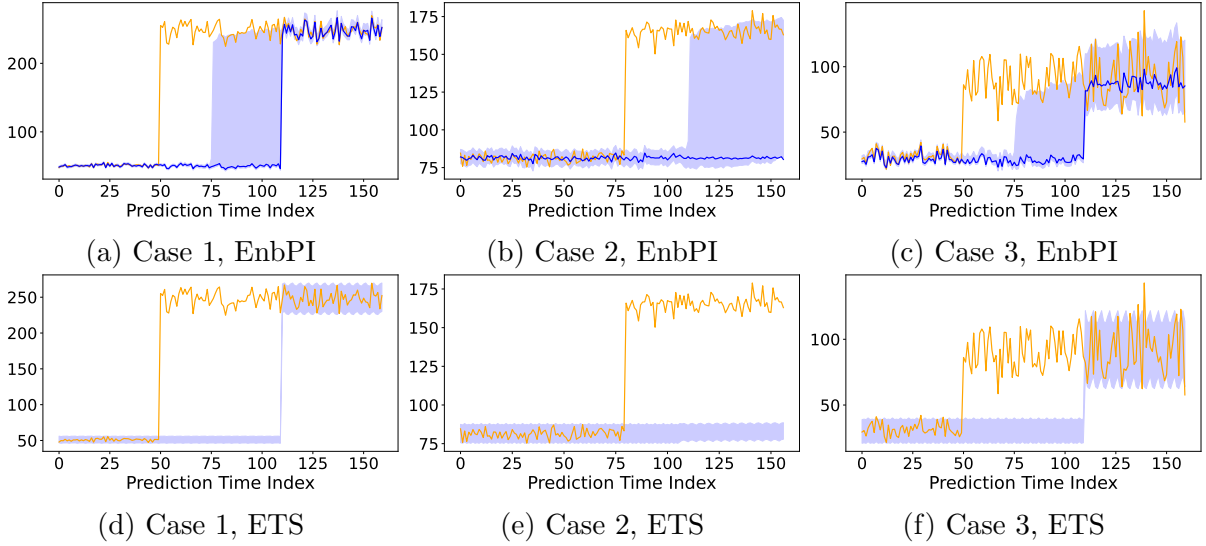 200
100
0 25 50 75 100 125 150
Prediction Time Index
(a) Case 1, EnbPI
175
150
125
100
75
0 25 50 75 100 125 150
Prediction Time Index
(b) Case 2, EnbPI
100
50
0 25 50 75 100 125 150
Prediction Time Index
(c) Case 3, EnbPI
250
200
150
100
50
0 25 50 75 100 125 150
Prediction Time Index
(d) Case 1, ETS
175
150
125
100
75
0 25 50 75 100 125 150
Prediction Time Index
(e) Case 2, ETS
100
50
0 25 50 75 100 125 150
Prediction Time Index
(f) Case 3, ETS